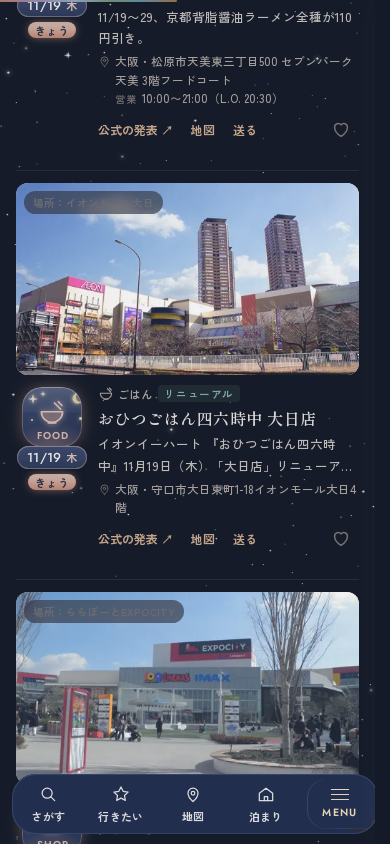 11/19 木
きょう
11/19〜29、京都背脂醤油ラーメン全種が110
円引き。
大阪・松原市天美東三丁目500 セブンパーク
天美 3階フードコート
営業 10:00〜21:00（L.O. 20:30）
公式の発表 ↗ 地図 送る
場所：イオンモール大日
AEON
FOOD
11/19 木
きょう
ごはん リニューアル
おひつごはん四六時中 大日店
イオンイーハート 『おひつごはん四六時
中』11月19日（木）「大日店」リニューア…
大阪・守口市大日東町1-18イオンモール大日4
階
公式の発表 ↗ 地図 送る
場所：ららぽーとEXPOCITY
EXPOCITY
IMAX
さがす 行きたい 地図 泊まり MENU
SHOP